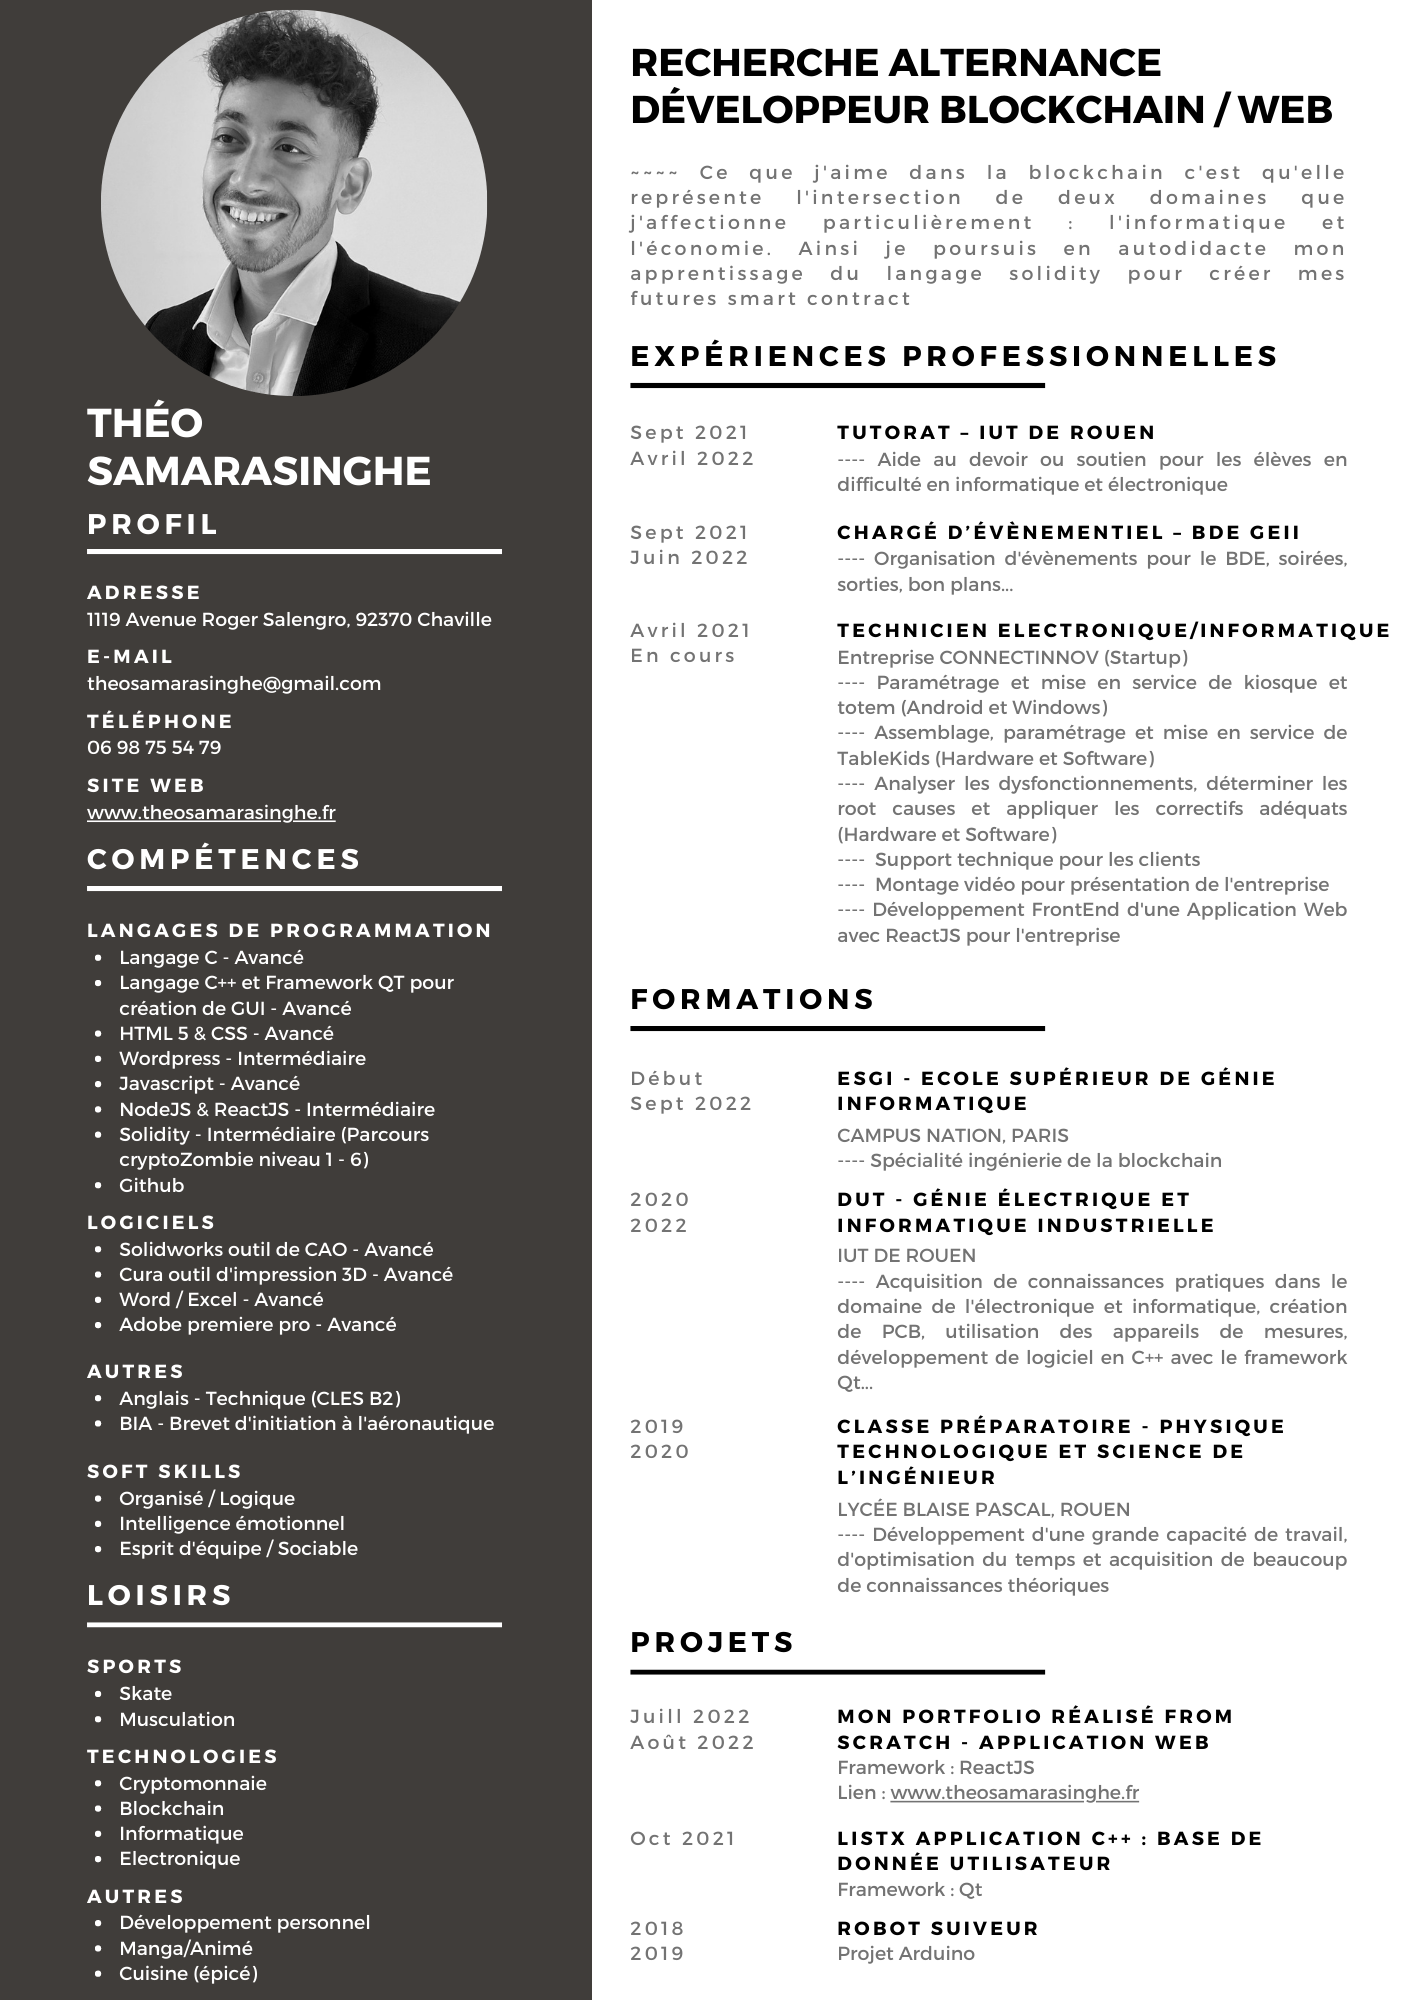 THÉO
SAMARASINGHE
PROFIL
ADRESSE
1119 Avenue Roger Salengro, 92370 Chaville
E-MAIL
theosamarasinghe@gmail.com
TÉLÉPHONE
06 98 75 54 79
SITE WEB
www.theosamarasinghe.fr
COMPÉTENCES
LANGAGES DE PROGRAMMATION
• Langage C - Avancé
• Langage C++ et Framework QT pour
création de GUI - Avancé
• HTML 5 & CSS - Avancé
• Wordpress - Intermédiaire
• Javascript - Avancé
• NodeJS & ReactJS - Intermédiaire
• Solidity - Intermédiaire (Parcours
cryptoZombie niveau 1 - 6)
• Github
LOGICIELS
• Solidworks outil de CAO - Avancé
• Cura outil d'impression 3D - Avancé
• Word / Excel - Avancé
• Adobe premiere pro - Avancé
AUTRES
• Anglais - Technique (CLES B2)
• BIA - Brevet d'initiation à l'aéronautique
SOFT SKILLS
• Organisé / Logique
• Intelligence émotionnel
• Esprit d'équipe / Sociable
LOISIRS
SPORTS
• Skate
• Musculation
TECHNOLOGIES
• Cryptomonnaie
• Blockchain
• Informatique
• Electronique
AUTRES
• Développement personnel
• Manga/Animé
• Cuisine (épicé)
RECHERCHE ALTERNANCE
DÉVELOPPEUR BLOCKCHAIN / WEB
~~~~ Ce que j'aime dans la blockchain c'est qu'elle
représente l'intersection de deux domaines que
j'affectionne particulièrement : l'informatique et
l'économie. Ainsi je poursuis en autodidacte mon
apprentissage du langage solidity pour créer mes
futures smart contract
EXPÉRIENCES PROFESSIONNELLES
Sept 2021
Avril 2022
TUTORAT – IUT DE ROUEN
---- Aide au devoir ou soutien pour les élèves en
difficulté en informatique et électronique
Sept 2021
Juin 2022
CHARGÉ D’ÉVÈNEMENTIEL – BDE GEII
---- Organisation d'évènements pour le BDE, soirées,
sorties, bon plans...
Avril 2021
En cours
TECHNICIEN ELECTRONIQUE/INFORMATIQUE
Entreprise CONNECTINNOV (Startup)
---- Paramétrage et mise en service de kiosque et
totem (Android et Windows)
---- Assemblage, paramétrage et mise en service de
TableKids (Hardware et Software)
---- Analyser les dysfonctionnements, déterminer les
root causes et appliquer les correctifs adéquats
(Hardware et Software)
---- Support technique pour les clients
---- Montage vidéo pour présentation de l'entreprise
---- Développement FrontEnd d'une Application Web
avec ReactJS pour l'entreprise
FORMATIONS
Début
Sept 2022
ESGI - ECOLE SUPÉRIEUR DE GÉNIE
INFORMATIQUE
CAMPUS NATION, PARIS
---- Spécialité ingénierie de la blockchain
2020
2022
DUT - GÉNIE ÉLECTRIQUE ET
INFORMATIQUE INDUSTRIELLE
IUT DE ROUEN
---- Acquisition de connaissances pratiques dans le
domaine de l'électronique et informatique, création
de PCB, utilisation des appareils de mesures,
développement de logiciel en C++ avec le framework
Qt...
2019
2020
CLASSE PRÉPARATOIRE - PHYSIQUE
TECHNOLOGIQUE ET SCIENCE DE
L’INGÉNIEUR
LYCÉE BLAISE PASCAL, ROUEN
---- Développement d'une grande capacité de travail,
d'optimisation du temps et acquisition de beaucoup
de connaissances théoriques
PROJETS
Juill 2022
Août 2022
MON PORTFOLIO RÉALISÉ FROM
SCRATCH - APPLICATION WEB
Framework : ReactJS
Lien : www.theosamarasinghe.fr
Oct 2021
LISTX APPLICATION C++ : BASE DE
DONNÉE UTILISATEUR
Framework : Qt
2018
2019
ROBOT SUIVEUR
Projet Arduino